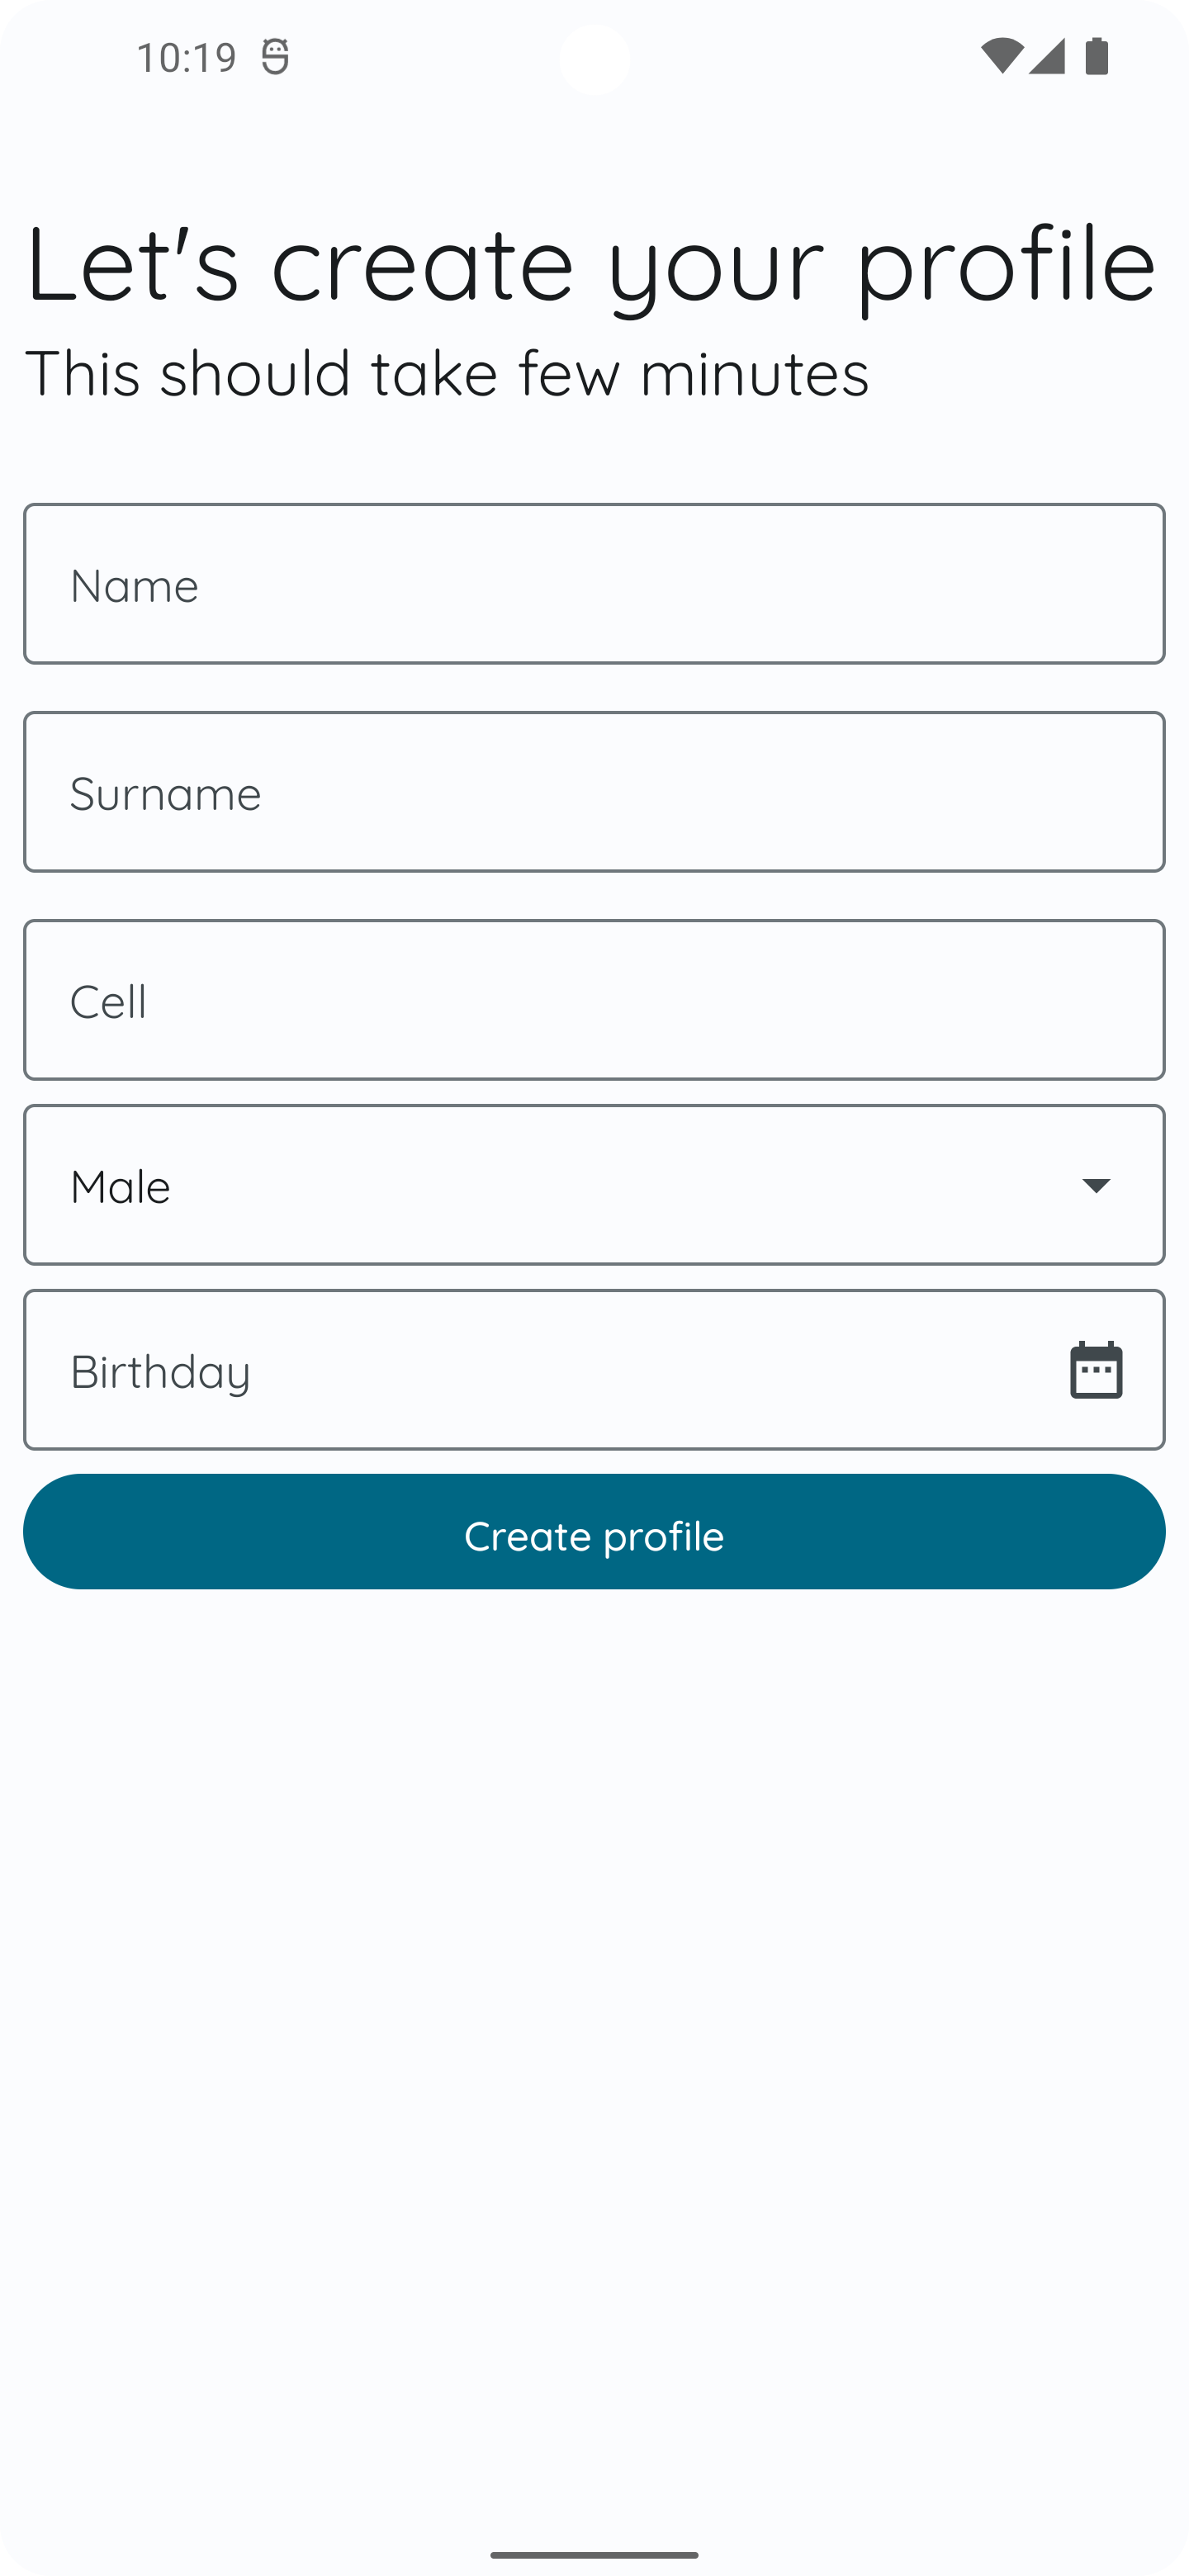 10:19
Let's create your profile
This should take few minutes
Name
Surname
Cell
Male
Birthday
Create profile